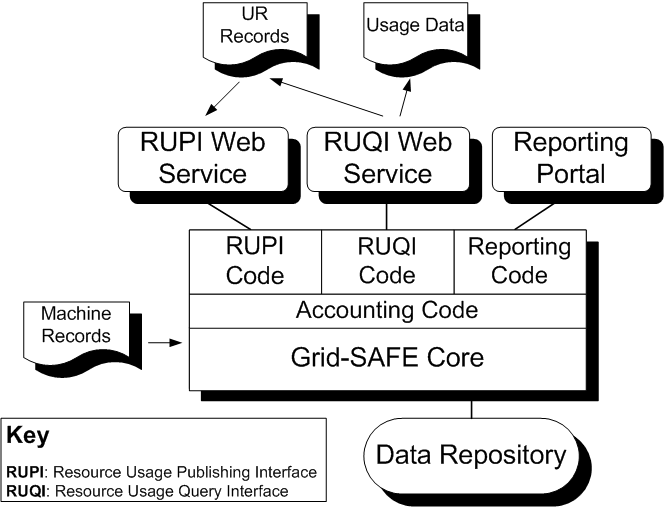 UR
Records
Usage Data
RUPI Web
Service
RUQI Web
Service
Reporting
Portal
RUPI
Code
RUQI
Code
Reporting
Code
Accounting Code
Machine
Records
Grid-SAFE Core
Data Repository
Key
RUPI: Resource Usage Publishing Interface
RUQI: Resource Usage Query Interface